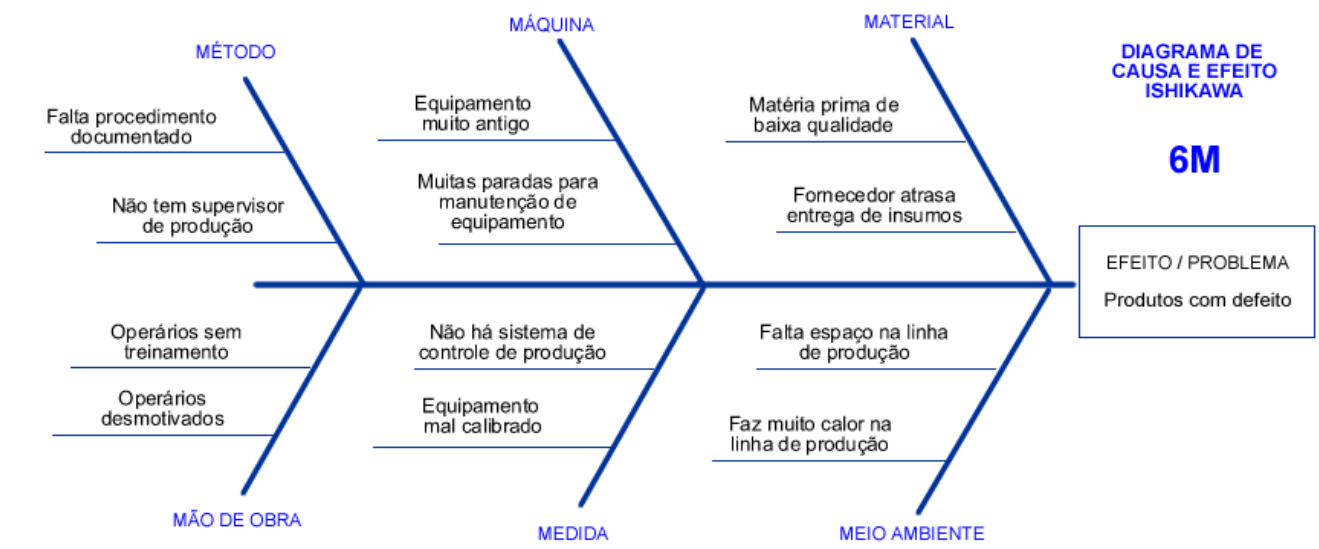 MÉTODO
MÁQUINA
MATERIAL
DIAGRAMA DE
CAUSA E EFEITO
ISHIKAWA
6M
Falta procedimento
documentado
Não tem supervisor
de produção
Equipamento
muito antigo
Muitas paradas para
manutenção de
equipamento
Matéria prima de
baixa qualidade
Fornecedor atrasa
entrega de insumos
EFEITO / PROBLEMA
Produtos com defeito
Operários sem
treinamento
Operários
desmotivados
Não há sistema de
controle de produção
Equipamento
mal calibrado
Falta espaço na linha
de produção
Faz muito calor na
linha de produção
MÃO DE OBRA
MEDIDA
MEIO AMBIENTE